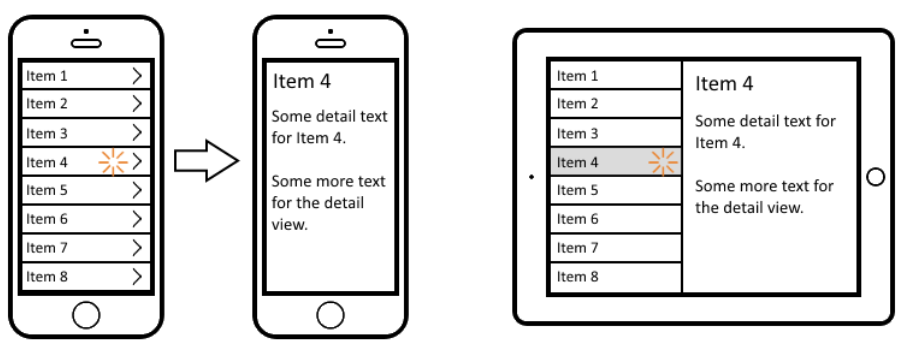 Item 1
Item 2
Item 3
Item 4
Item 5
Item 6
Item 7
Item 8
Item 4
Some detail text
for Item 4.
Some more text
for the detail
view.
Item 1
Item 2
Item 3
Item 4
Item 5
Item 6
Item 7
Item 8
Item 4
Some detail text for
Item 4.
Some more text for
the detail view.